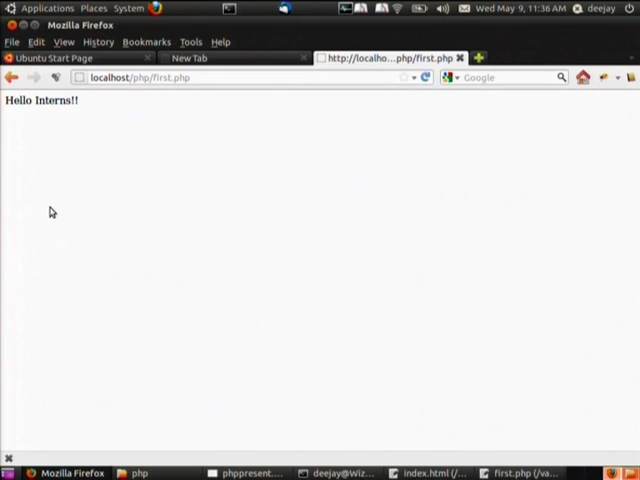 Applications Places System Wed May 9, 11:36 AM deejay
Mozilla Firefox
File Edit View History Bookmarks Tools Help
Ubuntu Start Page New Tab http://localho...php/first.php
localhost/php/first.php Google
Hello Interns!!
Mozilla Firefox php phppresent.... deejay@Wiz... index.html (/... first.php (/va...